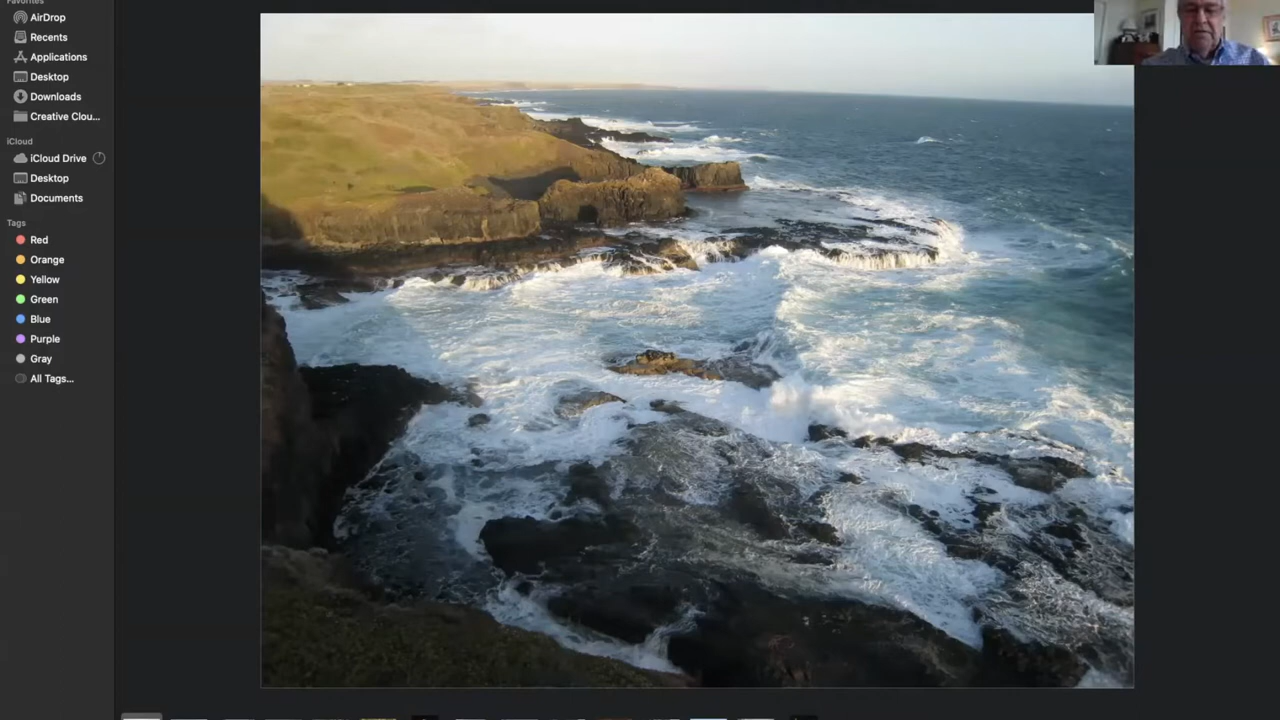 Favorites
AirDrop
Recents
Applications
Desktop
Downloads
Creative Clou...
iCloud
iCloud Drive
Desktop
Documents
Tags
Red
Orange
Yellow
Green
Blue
Purple
Gray
All Tags...